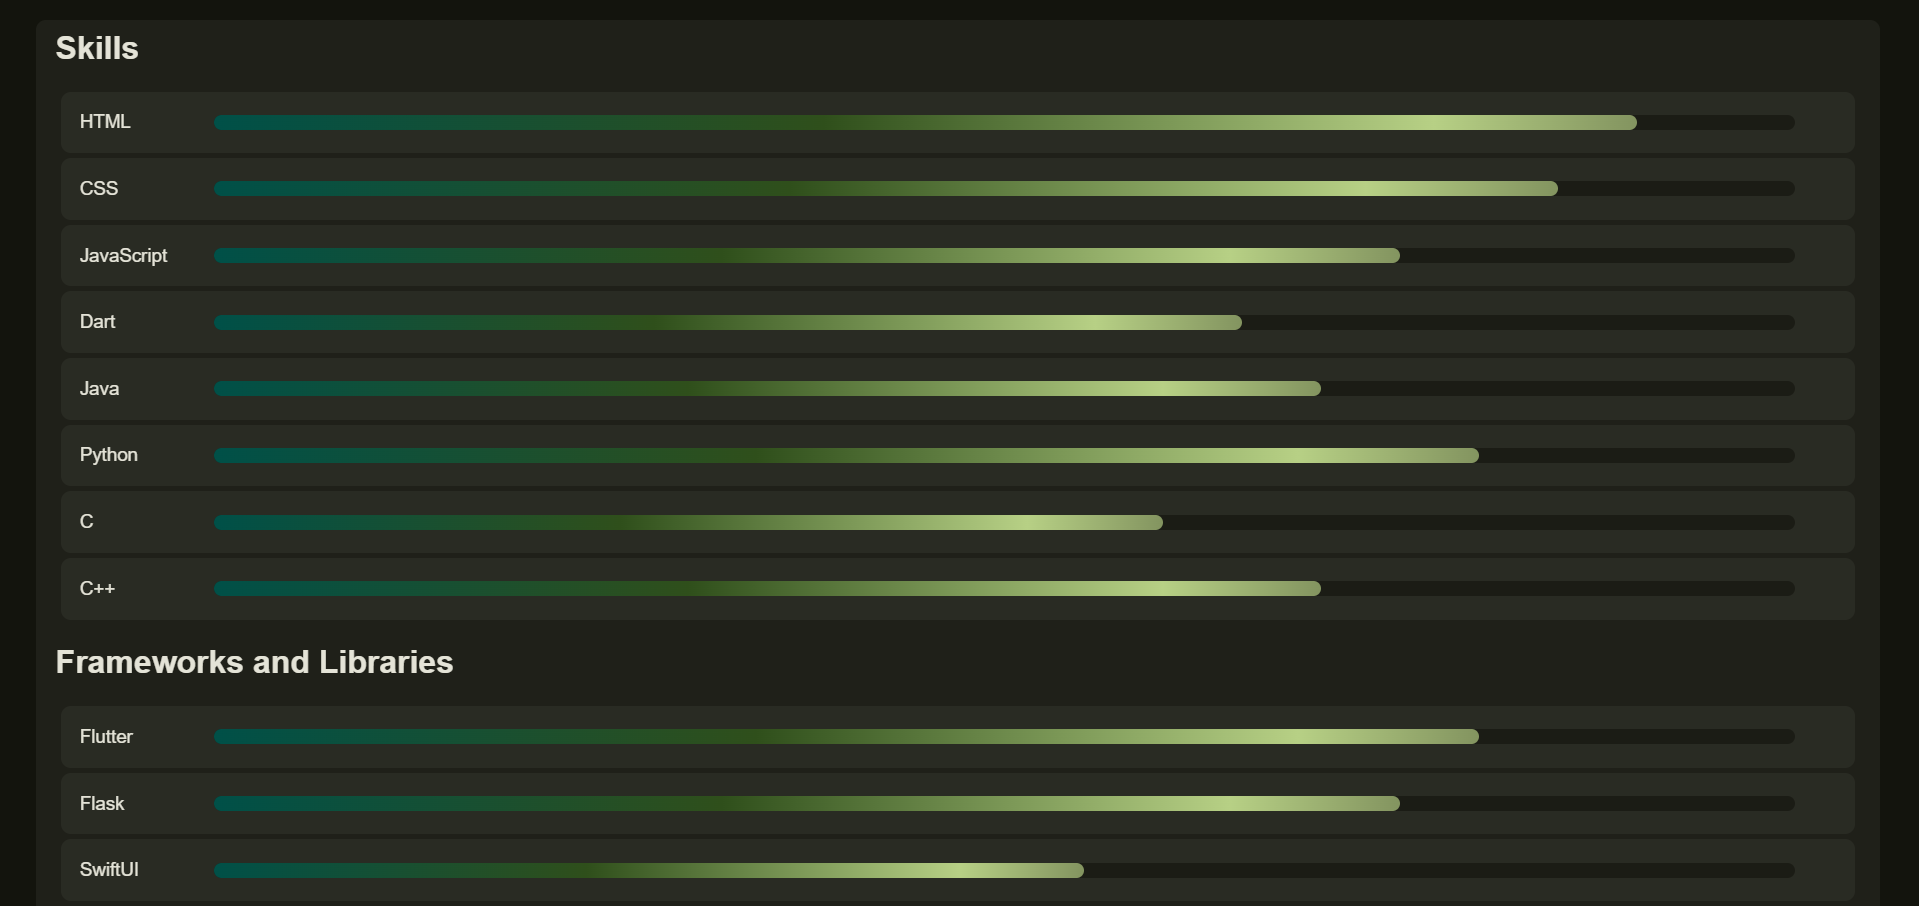 Skills
HTML
CSS
JavaScript
Dart
Java
Python
C
C++
Frameworks and Libraries
Flutter
Flask
SwiftUI